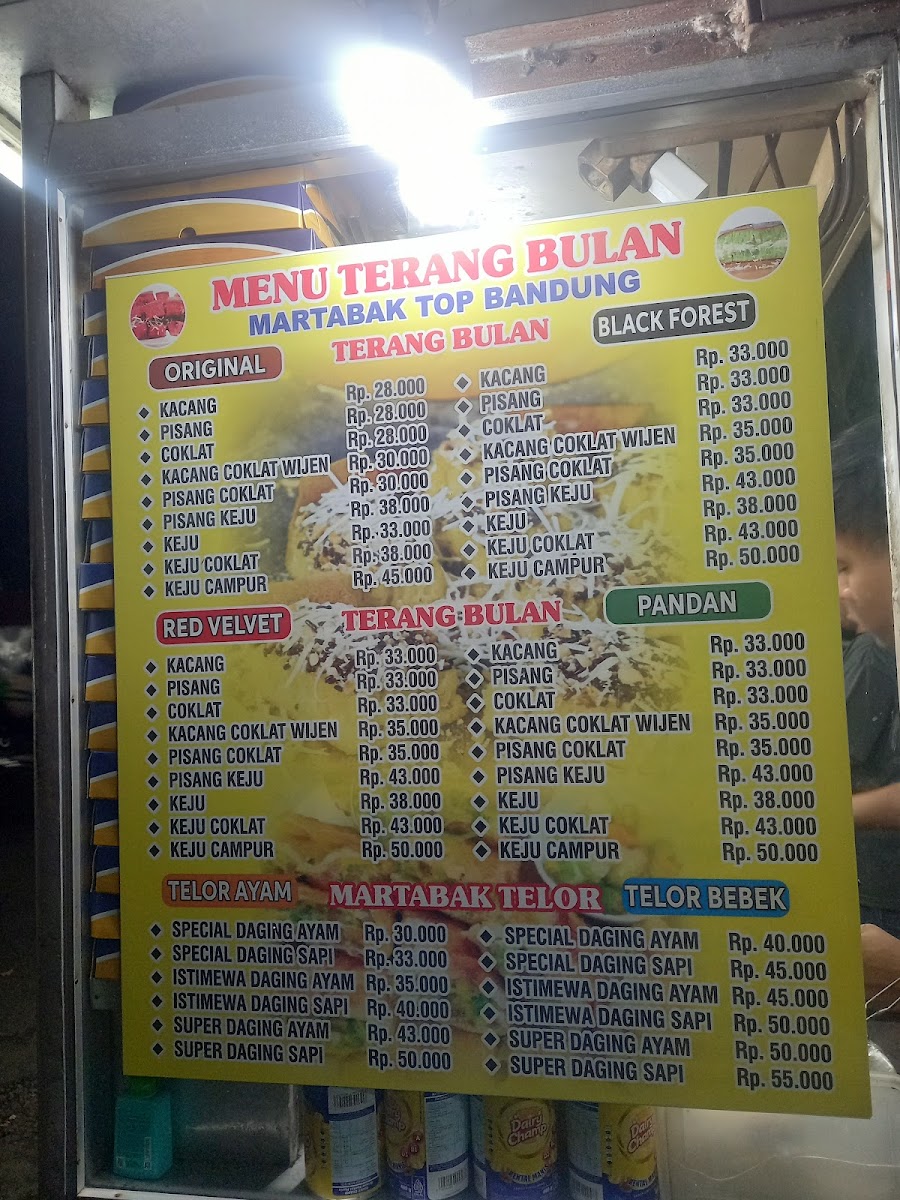 MENU TERANG BULAN
MARTABAK TOP BANDUNG
TERANG BULAN
ORIGINAL
KACANG Rp. 28.000
PISANG Rp. 28.000
COKLAT Rp. 28.000
KACANG COKLAT WIJEN Rp. 30.000
PISANG COKLAT Rp. 30.000
PISANG KEJU Rp. 38.000
KEJU Rp. 33.000
KEJU COKLAT Rp. 38.000
KEJU CAMPUR Rp. 45.000
BLACK FOREST
KACANG Rp. 33.000
PISANG Rp. 33.000
COKLAT Rp. 33.000
KACANG COKLAT WIJEN Rp. 35.000
PISANG COKLAT Rp. 35.000
PISANG KEJU Rp. 43.000
KEJU Rp. 38.000
KEJU COKLAT Rp. 43.000
KEJU CAMPUR Rp. 50.000
TERANG BULAN
RED VELVET
KACANG Rp. 33.000
PISANG Rp. 33.000
COKLAT Rp. 33.000
KACANG COKLAT WIJEN Rp. 35.000
PISANG COKLAT Rp. 35.000
PISANG KEJU Rp. 43.000
KEJU Rp. 38.000
KEJU COKLAT Rp. 43.000
KEJU CAMPUR Rp. 50.000
PANDAN
KACANG Rp. 33.000
PISANG Rp. 33.000
COKLAT Rp. 33.000
KACANG COKLAT WIJEN Rp. 35.000
PISANG COKLAT Rp. 35.000
PISANG KEJU Rp. 43.000
KEJU Rp. 38.000
KEJU COKLAT Rp. 43.000
KEJU CAMPUR Rp. 50.000
MARTABAK TELOR
TELOR AYAM
SPECIAL DAGING AYAM Rp. 30.000
SPECIAL DAGING SAPI Rp. 33.000
ISTIMEWA DAGING AYAM Rp. 35.000
ISTIMEWA DAGING SAPI Rp. 40.000
SUPER DAGING AYAM Rp. 43.000
SUPER DAGING SAPI Rp. 50.000
TELOR BEBEK
SPECIAL DAGING AYAM Rp. 40.000
SPECIAL DAGING SAPI Rp. 45.000
ISTIMEWA DAGING AYAM Rp. 45.000
ISTIMEWA DAGING SAPI Rp. 50.000
SUPER DAGING AYAM Rp. 50.000
SUPER DAGING SAPI Rp. 55.000
Dairy
Champ
Dairy
Champ